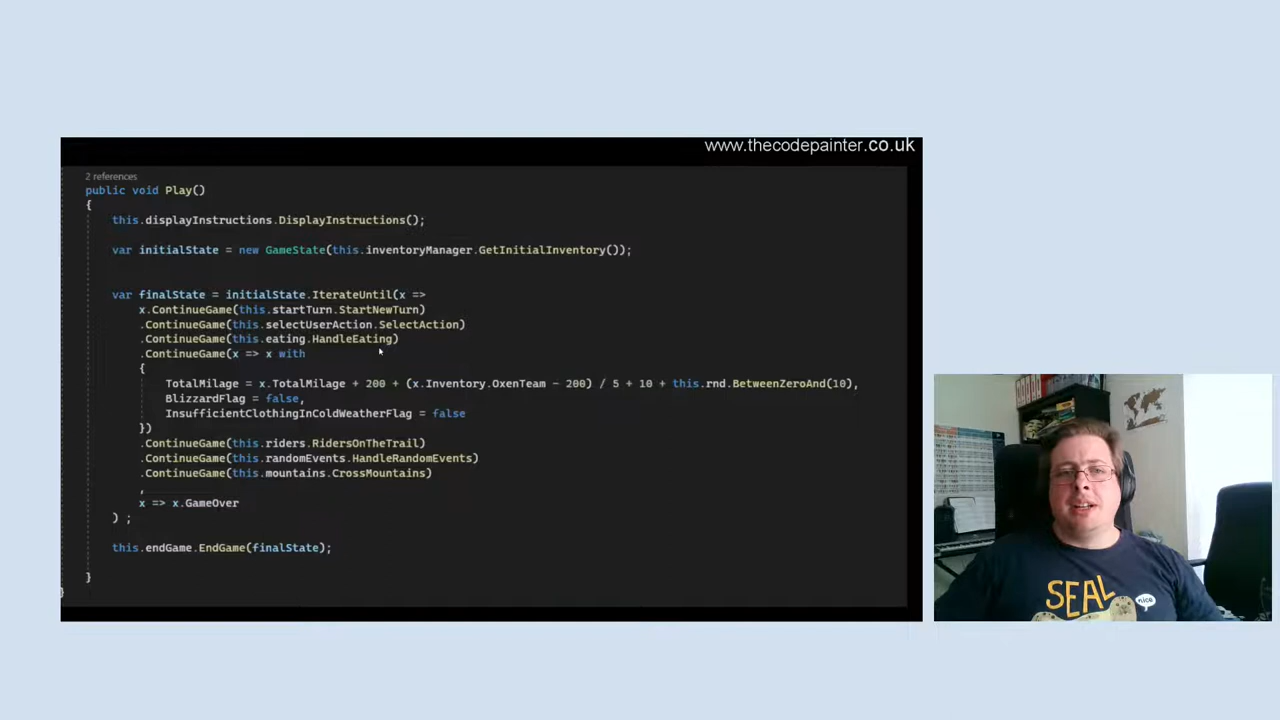 www.thecodepainter.co.uk
2 references
public void Play()
{
this.displayInstructions.DisplayInstructions();
var initialState = new GameState(this.inventoryManager.GetInitialInventory());
var finalState = initialState.IterateUntil(x =>
x.ContinueGame(this.startTurn.StartNewTurn)
.ContinueGame(this.selectUserAction.SelectAction)
.ContinueGame(this.eating.HandleEating)
.ContinueGame(x => x with
{
TotalMilage = x.TotalMilage + 200 + (x.Inventory.OxenTeam - 200) / 5 + 10 + this.rnd.BetweenZeroAnd(10),
BlizzardFlag = false,
InsufficientClothingInColdWeatherFlag = false
})
.ContinueGame(this.riders.RidersOnTheTrail)
.ContinueGame(this.randomEvents.HandleRandomEvents)
.ContinueGame(this.mountains.CrossMountains)
,
x => x.GameOver
) ;
this.endGame.EndGame(finalState);
}
}
SEAL
nice